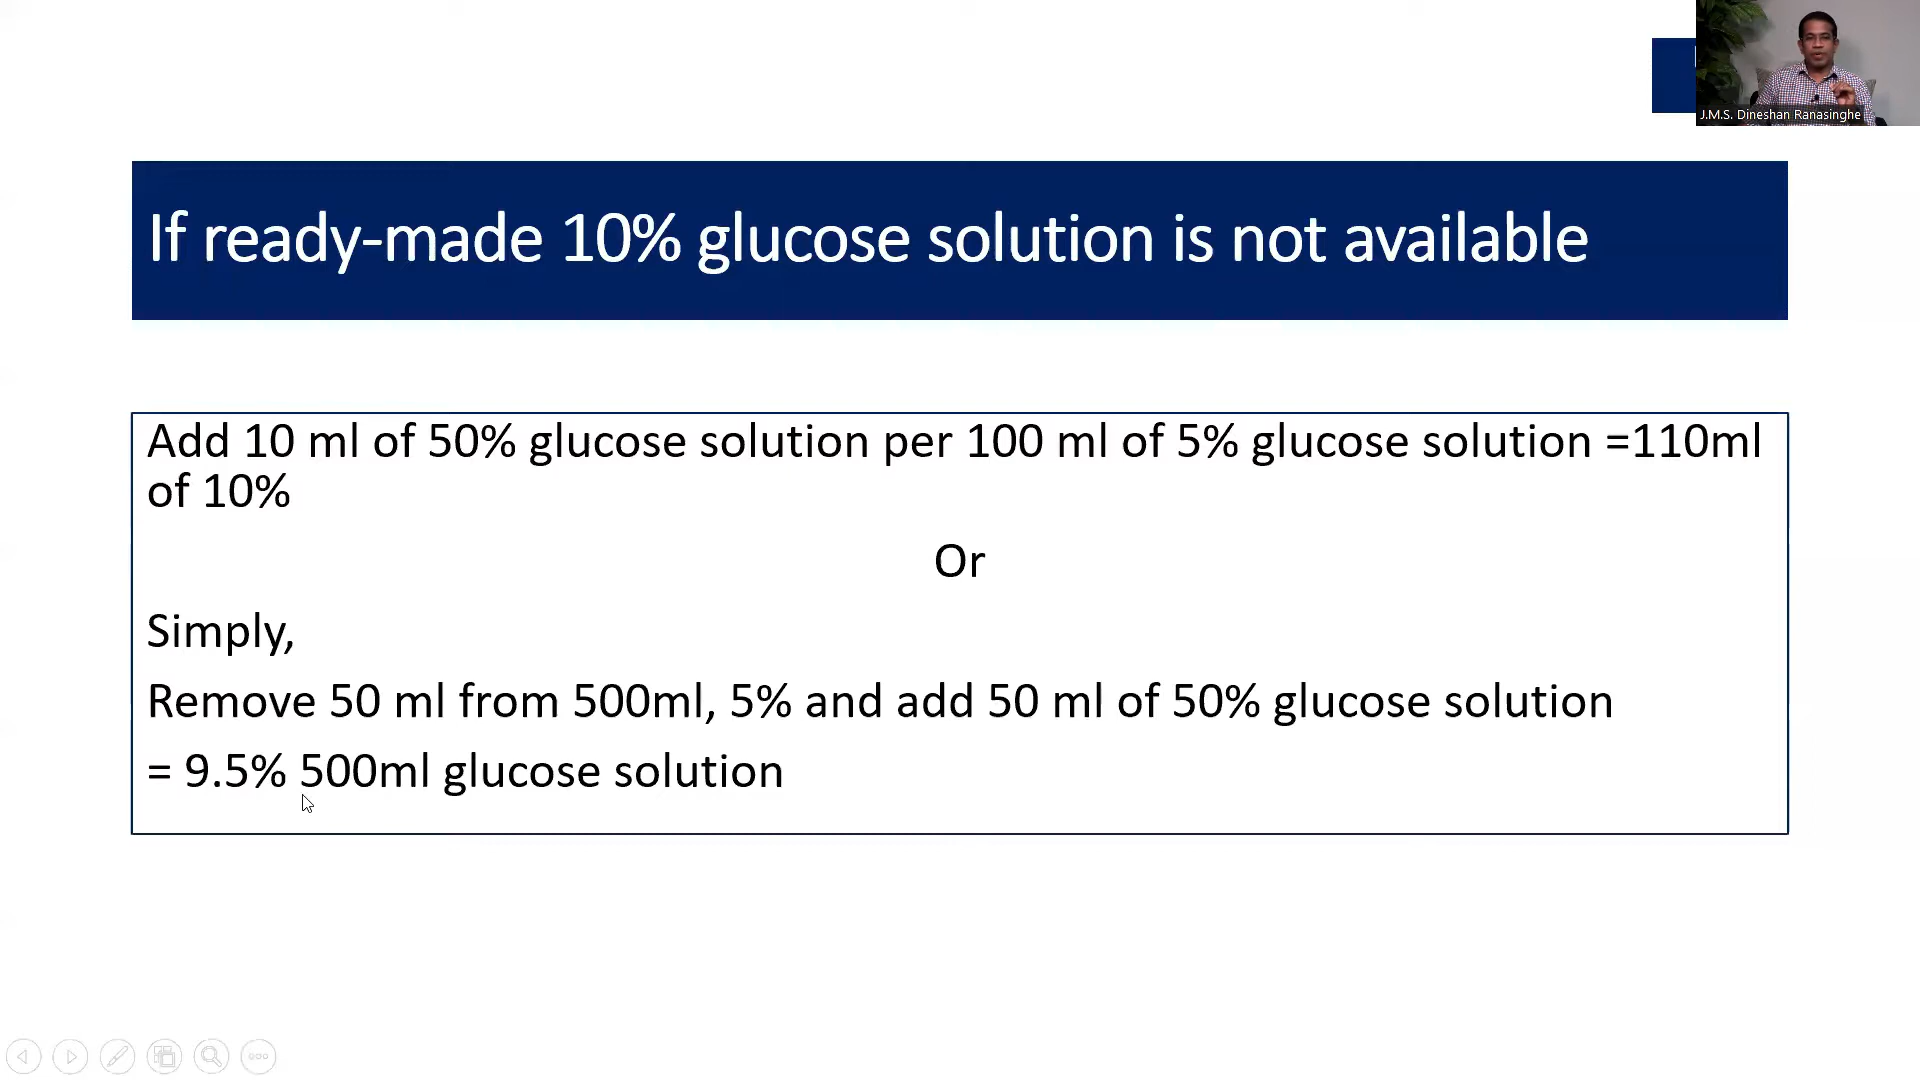 J.M.S. Dineshan Ranasinghe
If ready-made 10% glucose solution is not available
Add 10 ml of 50% glucose solution per 100 ml of 5% glucose solution =110ml
of 10%
Or
Simply,
Remove 50 ml from 500ml, 5% and add 50 ml of 50% glucose solution
= 9.5% 500ml glucose solution